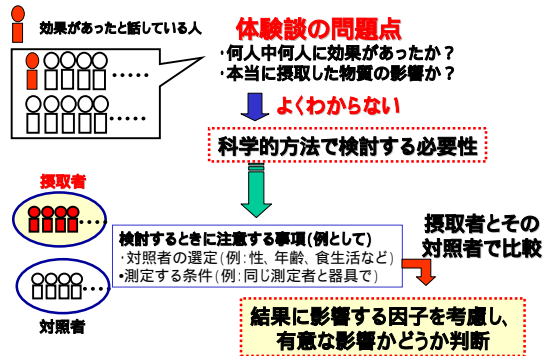 効果があったと話している人
体験談の問題点
・何人中何人に効果があったか?
・本当に摂取した物質の影響か?
・・・・・
・・・・・
よくわからない
科学的方法で検討する必要性
摂取者
・・・・
・・・・
対照者
検討するときに注意する事項(例として)
・対照者の選定(例:性、年齢、食生活など)
•測定する条件(例:同じ測定者と器具で)
摂取者とその
対照者で比較
結果に影響する因子を考慮し、
有意な影響かどうか判断